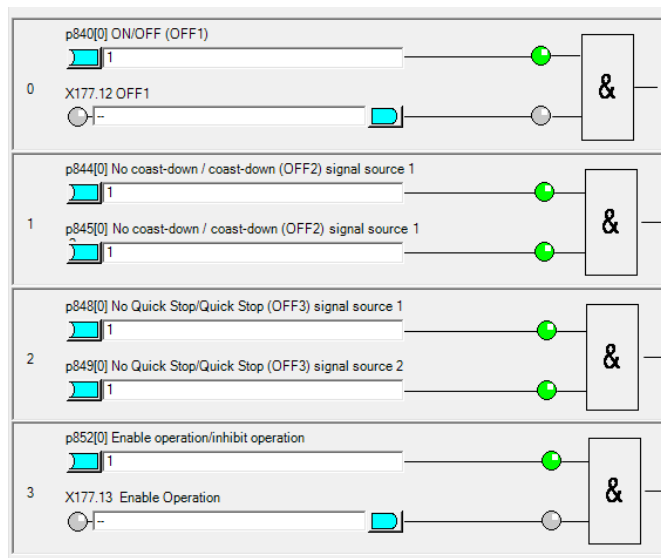 p840[0] ON/OFF (OFF1)
1
0
&
X177.12 OFF1
--
p844[0] No coast-down / coast-down (OFF2) signal source 1
1
1
&
p845[0] No coast-down / coast-down (OFF2) signal source 1
1
p848[0] No Quick Stop/Quick Stop (OFF3) signal source 1
1
2
&
p849[0] No Quick Stop/Quick Stop (OFF3) signal source 2
1
p852[0] Enable operation/inhibit operation
1
3
&
X177.13 Enable Operation
--